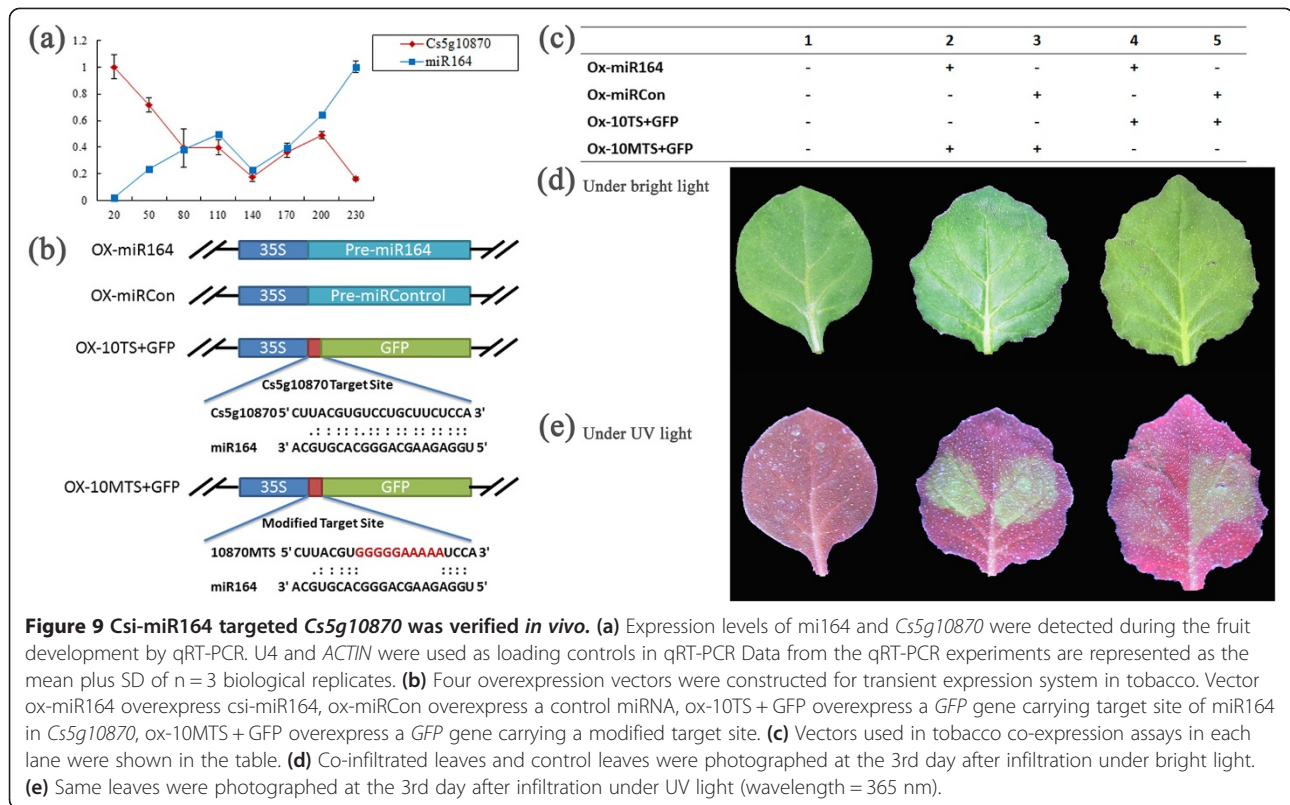 (a)
1.2
1
0.8
0.6
0.4
0.2
0
20 50 80 110 140 170 200 230
Cs5g10870
miR164
(b)
OX-miR164 35S Pre-miR164
OX-miRCon 35S Pre-miRControl
OX-10TS+GFP 35S GFP
Cs5g10870 Target Site
Cs5g10870 5' CUUACGUGUCCUGCUUCUCCA 3'
miR164 3' ACGUGCACGGGACGAAGAGGU 5'
OX-10MTS+GFP 35S GFP
Modified Target Site
10870MTS 5' CUUACGUGGGGGAAAAAUCCA 3'
miR164 3' ACGUGCACGGGACGAAGAGGU 5'
(c)
1 2 3 4 5
Ox-miR164 - + - + -
Ox-miRCon - - + - +
Ox-10TS+GFP - - - + +
Ox-10MTS+GFP - + + - -
(d) Under bright light
(e) Under UV light
Figure 9 Csi-miR164 targeted Cs5g10870 was verified in vivo. (a) Expression levels of mi164 and Cs5g10870 were detected during the fruit
development by qRT-PCR. U4 and ACTIN were used as loading controls in qRT-PCR Data from the qRT-PCR experiments are represented as the
mean plus SD of n = 3 biological replicates. (b) Four overexpression vectors were constructed for transient expression system in tobacco. Vector
ox-miR164 overexpress csi-miR164, ox-miRCon overexpress a control miRNA, ox-10TS + GFP overexpress a GFP gene carrying target site of miR164
in Cs5g10870, ox-10MTS + GFP overexpress a GFP gene carrying a modified target site. (c) Vectors used in tobacco co-expression assays in each
lane were shown in the table. (d) Co-infiltrated leaves and control leaves were photographed at the 3rd day after infiltration under bright light.
(e) Same leaves were photographed at the 3rd day after infiltration under UV light (wavelength = 365 nm).